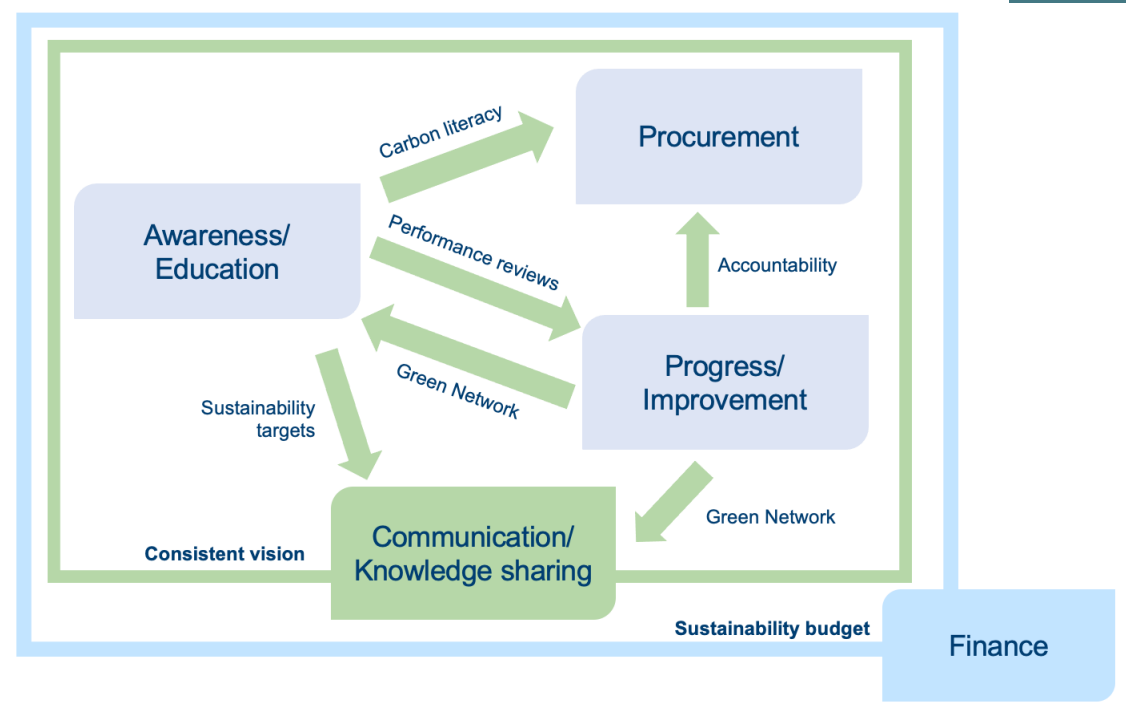 Carbon literacy
Procurement
Awareness/
Education
Performance reviews
Accountability
Progress/
Improvement
Green Network
Sustainability
targets
Green Network
Communication/
Knowledge sharing
Consistent vision
Sustainability budget
Finance